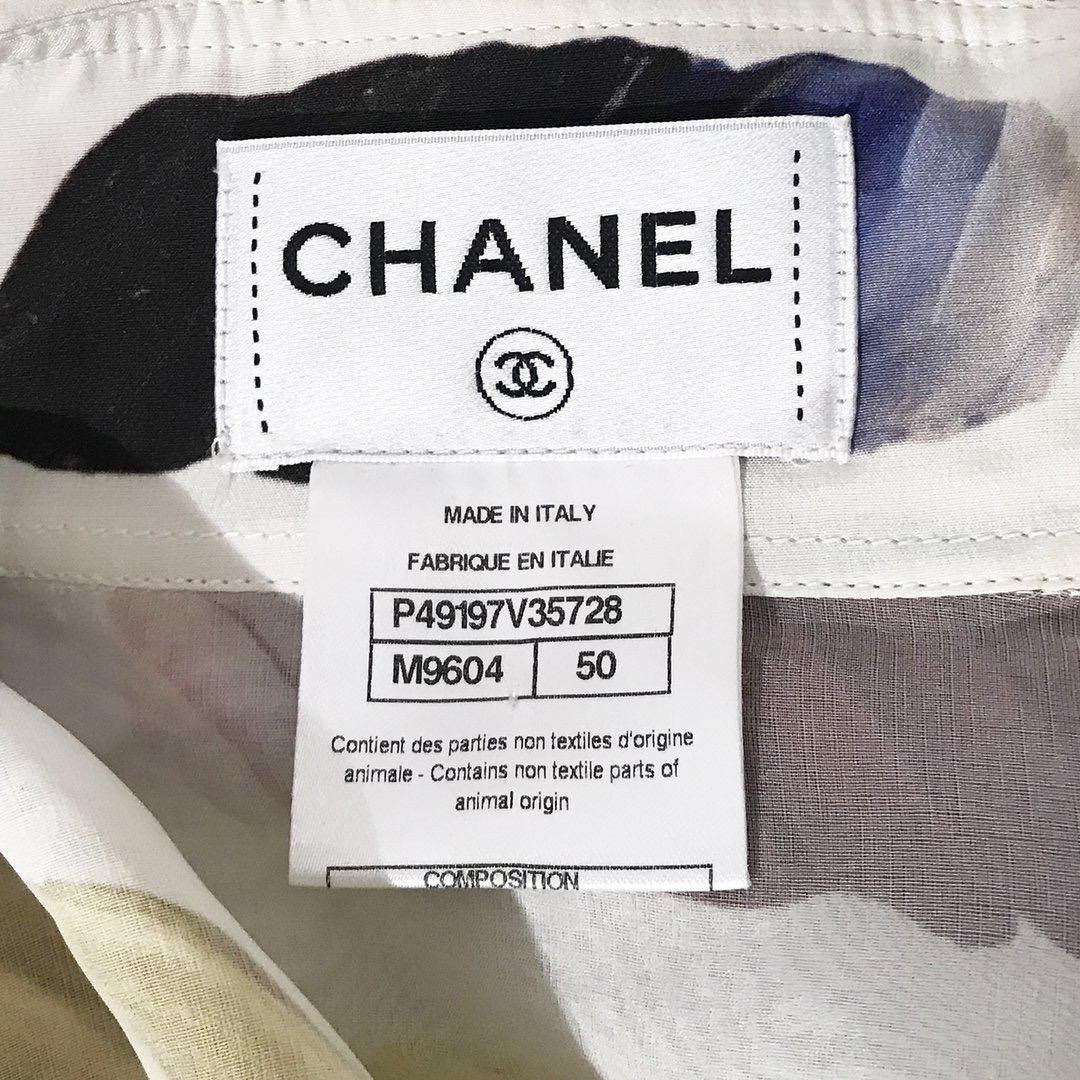 CHANEL
MADE IN ITALY
FABRIQUE EN ITALIE
P49197V35728
M9604 50
Contient des parties non textiles d'origine
animale - Contains non textile parts of
animal origin
COMPOSITION